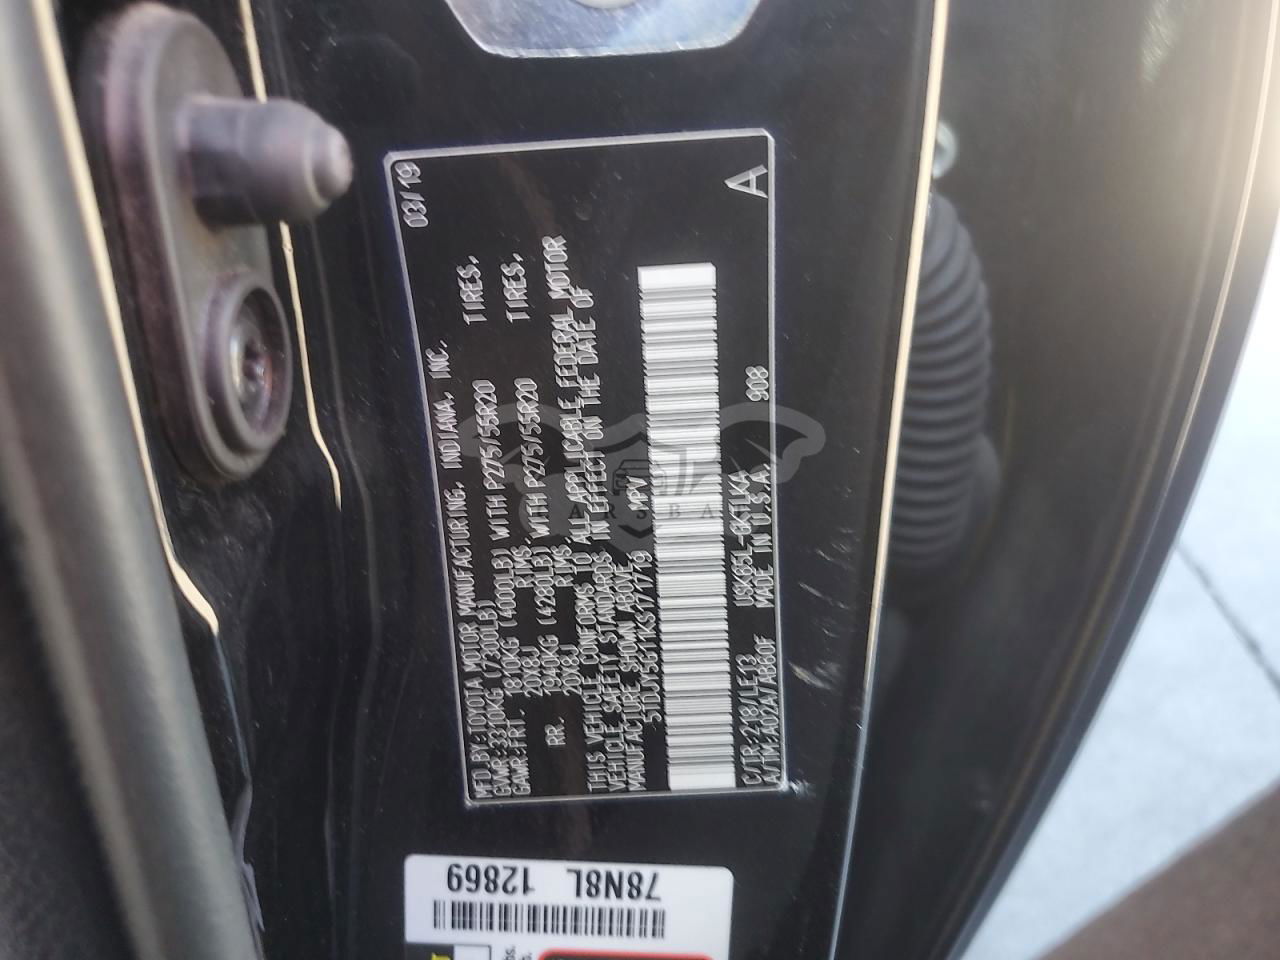 MFD.BY:TOYOTA MOTOR MANUFACTURING, INDIANA, INC. 03/19
GVWR:3310KG (7300LB)
GAWR:FRT. 1810KG (4000LB) WITH P275/55R20 TIRES,
20X8J RIMS,
RR. 1940KG (4280LB) WITH P275/55R20 TIRES,
20X8J RIMS,
THIS VEHICLE CONFORMS TO ALL APPLICABLE FEDERAL MOTOR
VEHICLE SAFETY STANDARDS IN EFFECT ON THE DATE OF
MANUFACTURE SHOWN ABOVE.
5TDJY5G11KS171719 MPV
C/TR:218/LE13 USK65L-GKTLKA 908
A/TM:A02A/AB60F MADE IN U.S.A. A
78N8L 12869